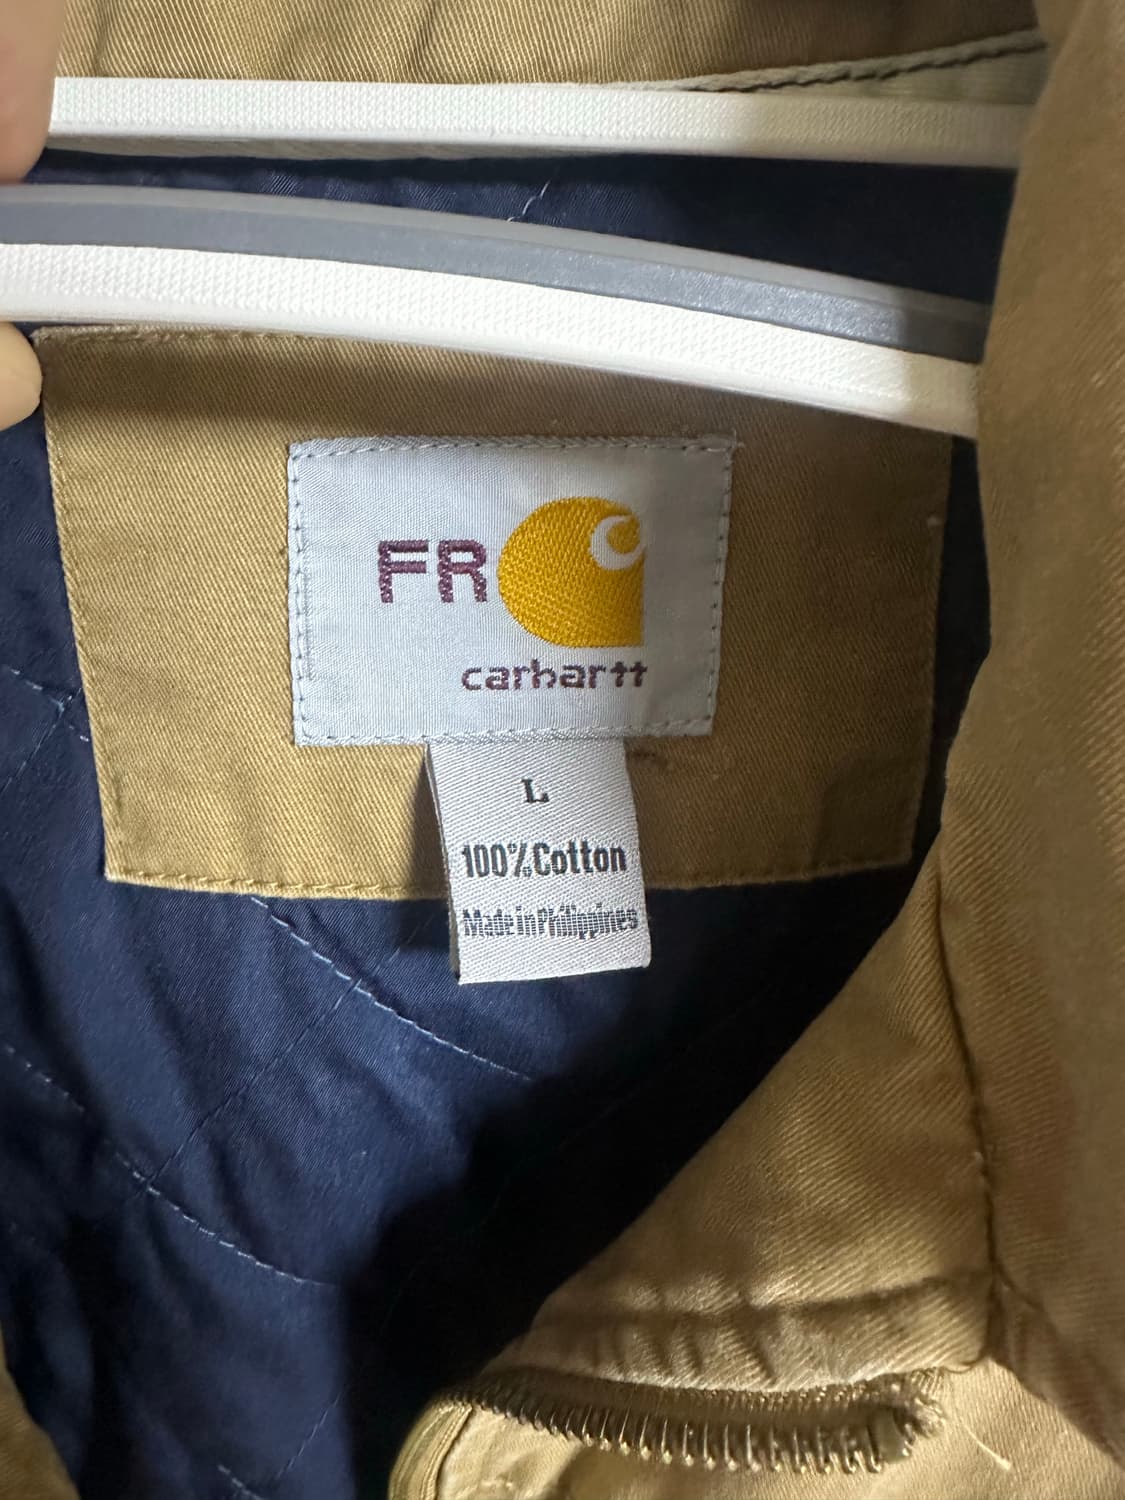 FR
carhartt
L
100% Cotton
Made in Philippines